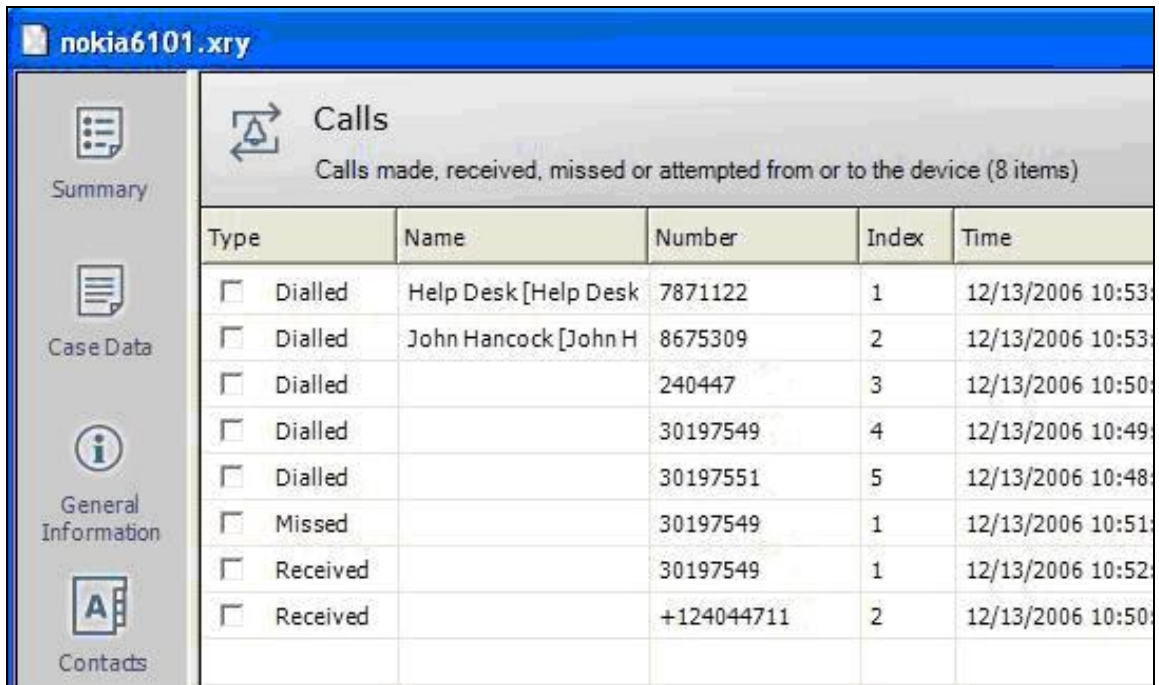 nokia6101.xry
Summary
Case Data
General
Information
Contacts
Calls
Calls made, received, missed or attempted from or to the device (8 items)
Type Name Number Index Time
Dialled Help Desk [Help Desk 7871122 1 12/13/2006 10:53:
Dialled John Hancock [John H 8675309 2 12/13/2006 10:53:
Dialled 240447 3 12/13/2006 10:50:
Dialled 30197549 4 12/13/2006 10:49:
Dialled 30197551 5 12/13/2006 10:48:
Missed 30197549 1 12/13/2006 10:51:
Received 30197549 1 12/13/2006 10:52:
Received +124044711 2 12/13/2006 10:50: